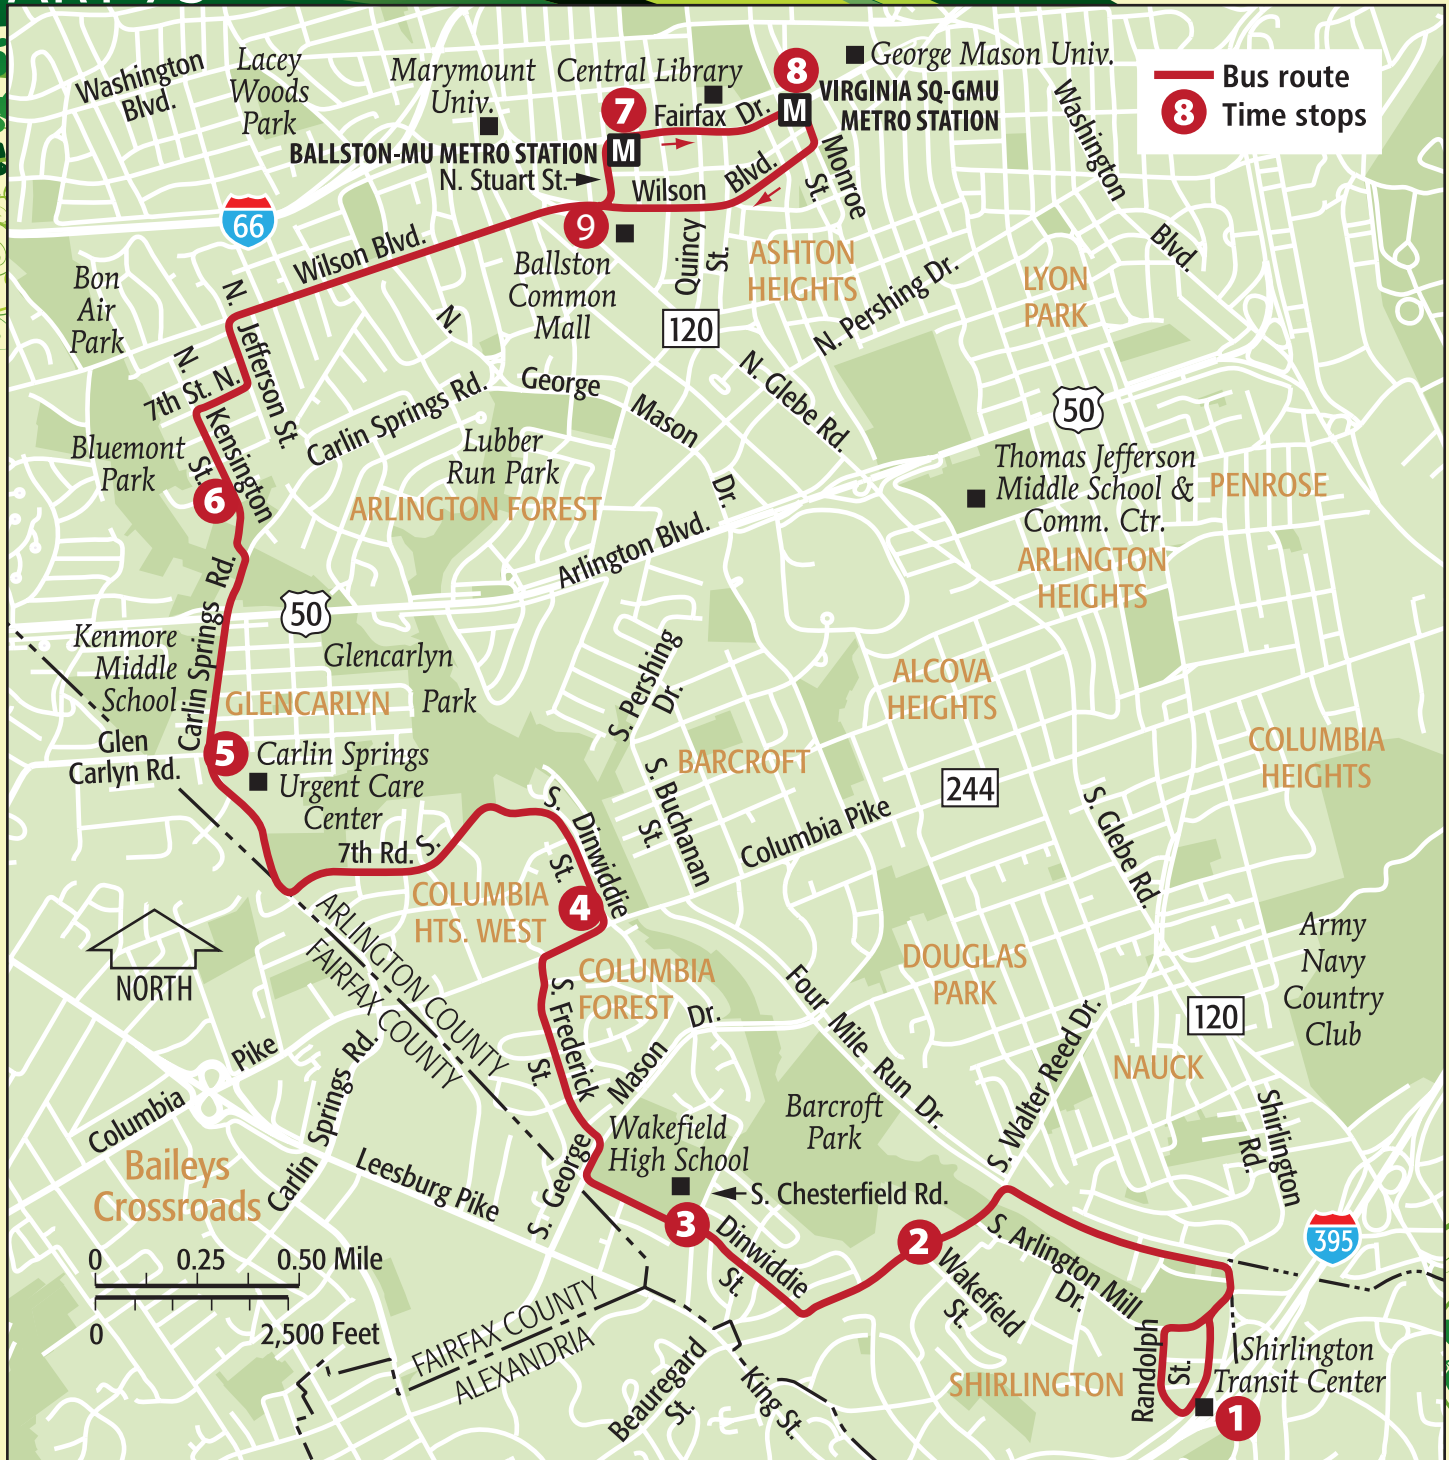 Washington
Blvd.
Lacey
Woods
Park
Marymount
Univ.
Central Library
8
George Mason Univ.
VIRGINIA SQ-GMU
METRO STATION
M
7
Fairfax Dr.
BALLSTON-MU METRO STATION
M
N. Stuart St.
Bus route
8 Time stops
Washington
Blvd.
Monroe
St.
Wilson Blvd.
66
9
Wilson Blvd.
Quincy
St.
ASHTON
HEIGHTS
Bon
Air
Park
Ballston
Common
Mall
120
N. Pershing Dr.
LYON
PARK
N.
Jefferson St.
N.
7th St. N.
N.
Carlin Springs Rd.
George
Mason
Dr.
N. Glebe Rd.
50
Kensington
St.
Bluemont
Park
Lubber
Run Park
ARLINGTON FOREST
6
Thomas Jefferson
Middle School &
Comm. Ctr.
PENROSE
ARLINGTON
HEIGHTS
Arlington Blvd.
Carlin Springs Rd.
50
Kenmore
Middle
School
Glencarlyn
Park
GLENCARLYN
S. Pershing
Dr.
ALCOVA
HEIGHTS
Glen
Carlyn Rd.
5
Carlin Springs
Urgent Care
Center
BARCROFT
COLUMBIA
HEIGHTS
244
S. Buchanan
St.
Columbia Pike
S. Glebe Rd.
7th Rd. S.
S. Dinwiddie
St.
COLUMBIA
HTS. WEST
4
NORTH
ARLINGTON COUNTY
FAIRFAX COUNTY
COLUMBIA
FOREST
DOUGLAS
PARK
Army
Navy
Country
Club
S. Frederick
St.
Four Mile Run Dr.
120
S. George
Mason
Dr.
S. Walter Reed Dr.
NAUCK
Columbia Pike
Carlin Springs Rd.
Baileys
Crossroads
Leesburg Pike
Wakefield
High School
Barcroft
Park
Shirlington
Rd.
S. Chesterfield Rd.
3
Dinwiddie
St.
2
Wakefield
St.
S. Arlington Mill
Dr.
395
0 0.25 0.50 Mile
0 2,500 Feet
FAIRFAX COUNTY
ALEXANDRIA
Beauregard
St.
King St.
SHIRLINGTON
Randolph
St.
Shirlington
Transit Center
1